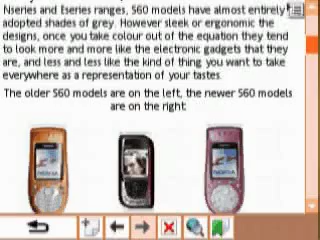 Nseries and Eseries ranges, S60 models have almost entirely
adopted shades of grey. However sleek or ergonomic the
designs, once you take colour out of the equation they tend
to look more and more like the electronic gadgets that they
are, and less and less like the kind of thing you want to take
everywhere as a representation of your tastes.
The older S60 models are on the left, the newer S60 models
are on the right.
NOKIA
NOKIA